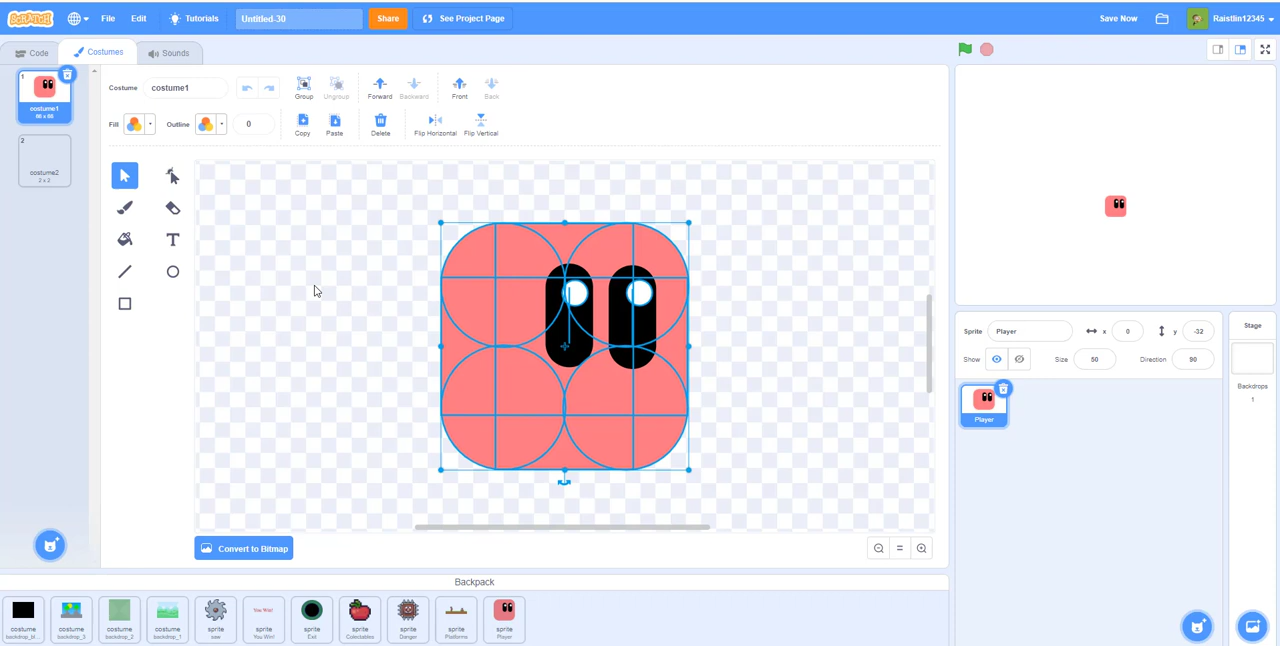 SCRATCH File Edit Tutorials Untitled-30 Share See Project Page Save Now Raistlin12345
Code Costumes Sounds
1
costume1
2
costume2
2 x 2
Costume costume1 Group Ungroup Forward Backward Front Back
Fill Outline 0 Copy Paste Delete Flip Horizontal Flip Vertical
T
Convert to Bitmap
Sprite Player x 0 y -32
Show Size 50 Direction 90
Player
Stage
Backdrops
1
Backpack
You Win!
costume costume costume costume sprite sprite sprite sprite sprite sprite sprite
backdrop_bl... backdrop_3 backdrop_2 backdrop_1 saw You Win! Exit Collectables Danger Platforms Player